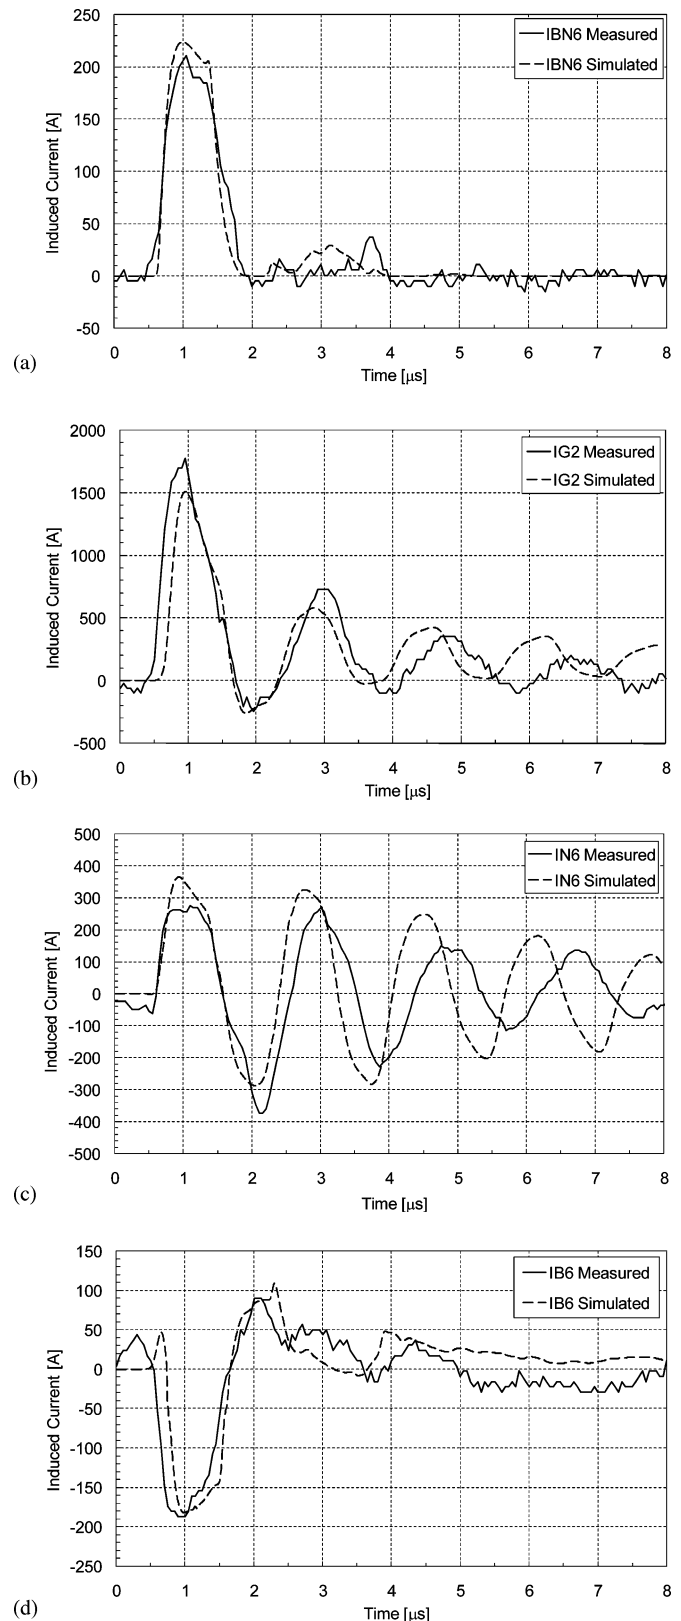 250
IBN6 Measured
IBN6 Simulated
200
150
100
50
0
-50
Induced Current [A]
0 1 2 3 4 5 6 7 8
Time [μs]
(a)
2000
IG2 Measured
IG2 Simulated
1500
1000
500
0
-500
Induced Current [A]
0 1 2 3 4 5 6 7 8
Time [μs]
(b)
500
IN6 Measured
IN6 Simulated
400
300
200
100
0
-100
-200
-300
-400
-500
Induced Current [A]
0 1 2 3 4 5 6 7 8
Time [μs]
(c)
150
IB6 Measured
IB6 Simulated
100
50
0
-50
-100
-150
-200
-250
Induced Current [A]
0 1 2 3 4 5 6 7 8
Time [μs]
(d)